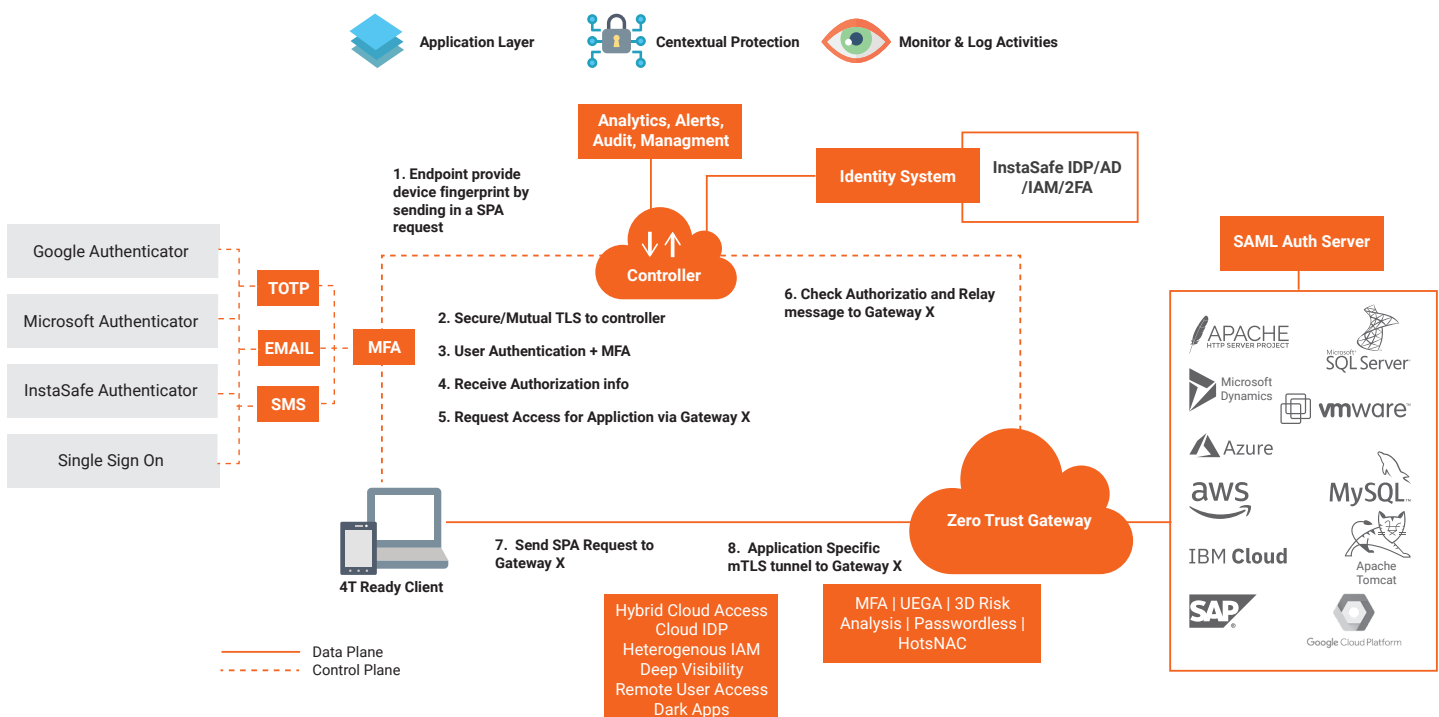 Application Layer
Centextual Protection
Monitor & Log Activities
Analytics, Alerts,
Audit, Managment
Identity System
InstaSafe IDP/AD
/IAM/2FA
1. Endpoint provide
device fingerprint by
sending in a SPA
request
Controller
SAML Auth Server
Google Authenticator
Microsoft Authenticator
InstaSafe Authenticator
Single Sign On
TOTP
EMAIL
SMS
MFA
2. Secure/Mutual TLS to controller
3. User Authentication + MFA
4. Receive Authorization info
5. Request Access for Appliction via Gateway X
6. Check Authorizatio and Relay
message to Gateway X
4T Ready Client
7. Send SPA Request to
Gateway X
8. Application Specific
mTLS tunnel to Gateway X
Zero Trust Gateway
Hybrid Cloud Access
Cloud IDP
Heterogenous IAM
Deep Visibility
Remote User Access
Dark Apps
MFA | UEGA | 3D Risk
Analysis | Passwordless |
HotsNAC
APACHE
HTTP SERVER PROJECT
Microsoft®
SQL Server®
Microsoft
Dynamics
vmware™
Azure
aws
MySQL™
IBM Cloud
Apache
Tomcat
SAP®
Google Cloud Platform
Data Plane
Control Plane